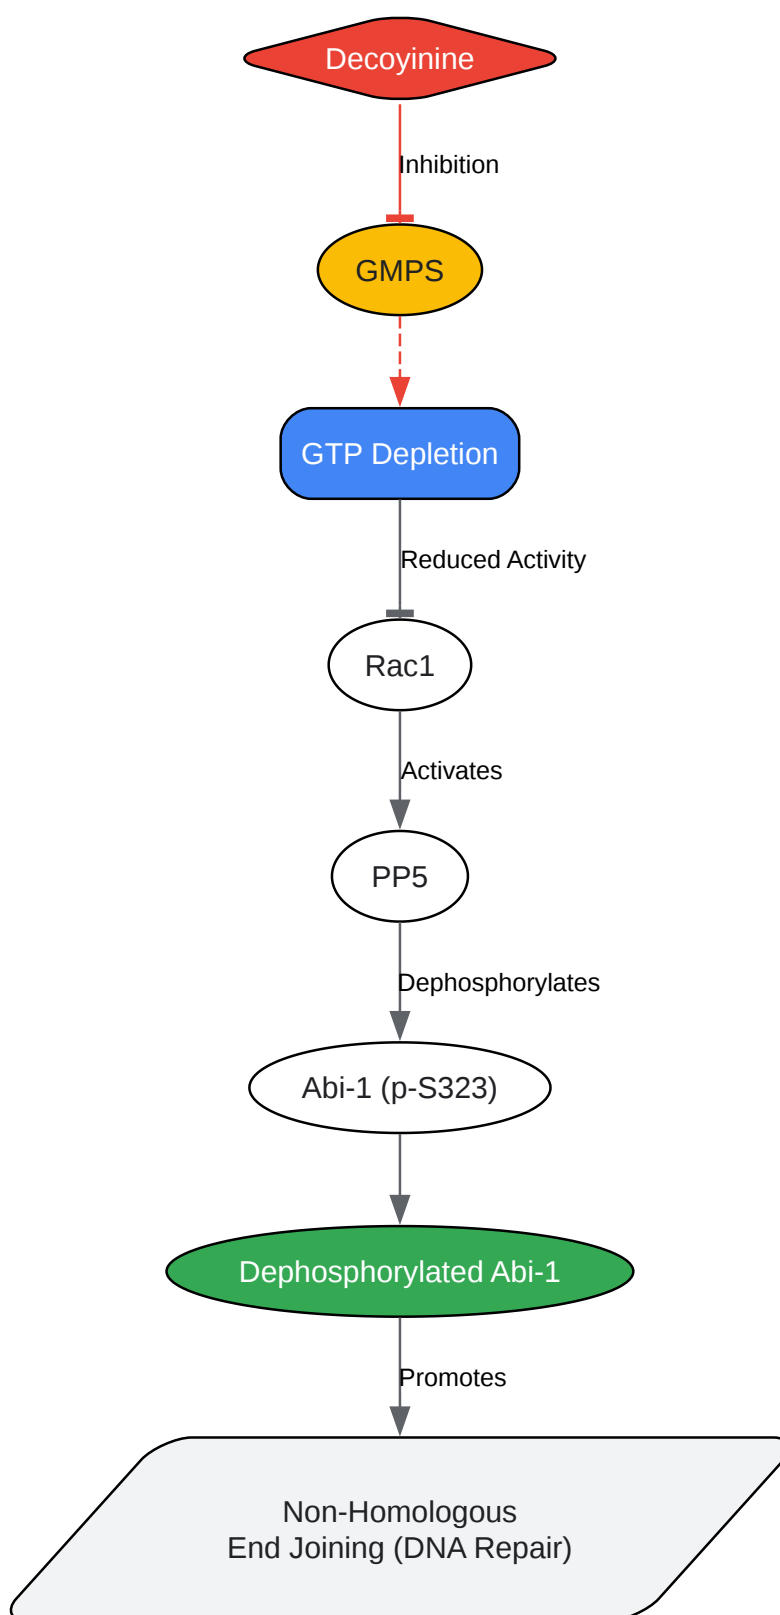 Decoyinine
Inhibition
GMPS
GTP Depletion
Reduced Activity
Rac1
Activates
PP5
Dephosphorylates
Abi-1 (p-S323)
Dephosphorylated Abi-1
Promotes
Non-Homologous
End Joining (DNA Repair)